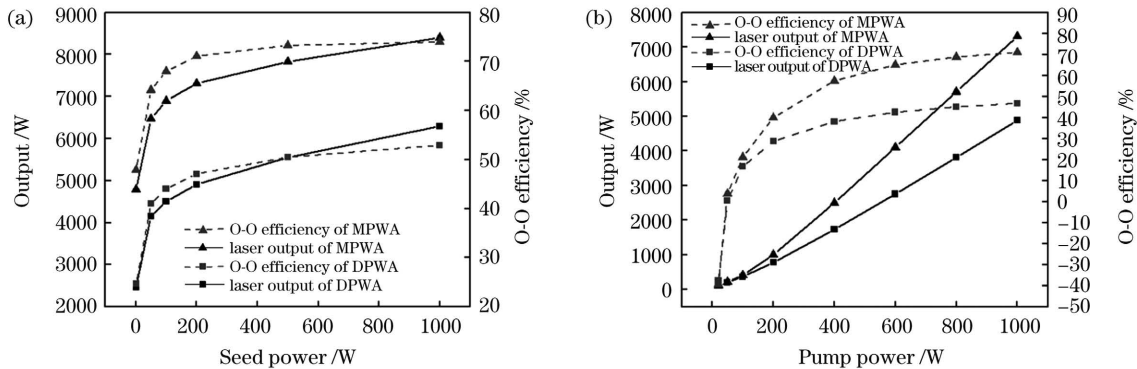 (a)
9000
8000
7000
6000
5000
4000
3000
2000
Output /W
80
70
60
50
40
30
20
O-O efficiency /%
O-O efficiency of MPWA
laser output of MPWA
O-O efficiency of DPWA
laser output of DPWA
0 200 400 600 800 1000
Seed power /W
(b)
8000
7000
6000
5000
4000
3000
2000
1000
0
Output /W
90
80
70
60
50
40
30
20
10
0
−10
−20
−30
−40
−50
O-O efficiency /%
O-O efficiency of MPWA
laser output of MPWA
O-O efficiency of DPWA
laser output of DPWA
0 200 400 600 800 1000
Pump power /W